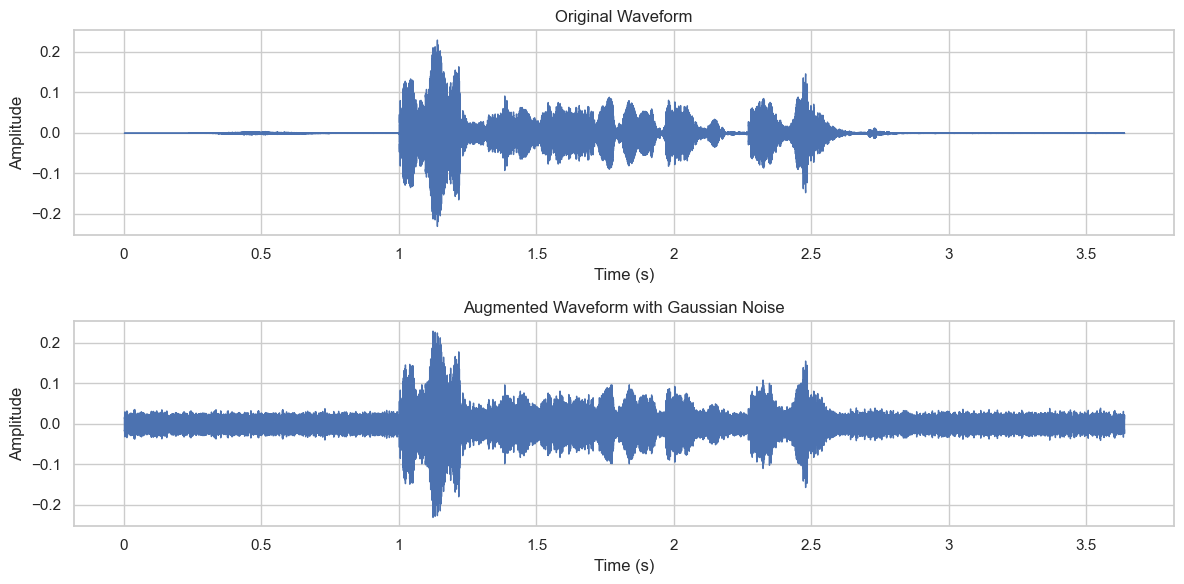 Original Waveform
0.2
0.1
0.0
−0.1
−0.2
Amplitude
0 0.5 1 1.5 2 2.5 3 3.5
Time (s)
Augmented Waveform with Gaussian Noise
0.2
0.1
0.0
−0.1
−0.2
Amplitude
0 0.5 1 1.5 2 2.5 3 3.5
Time (s)